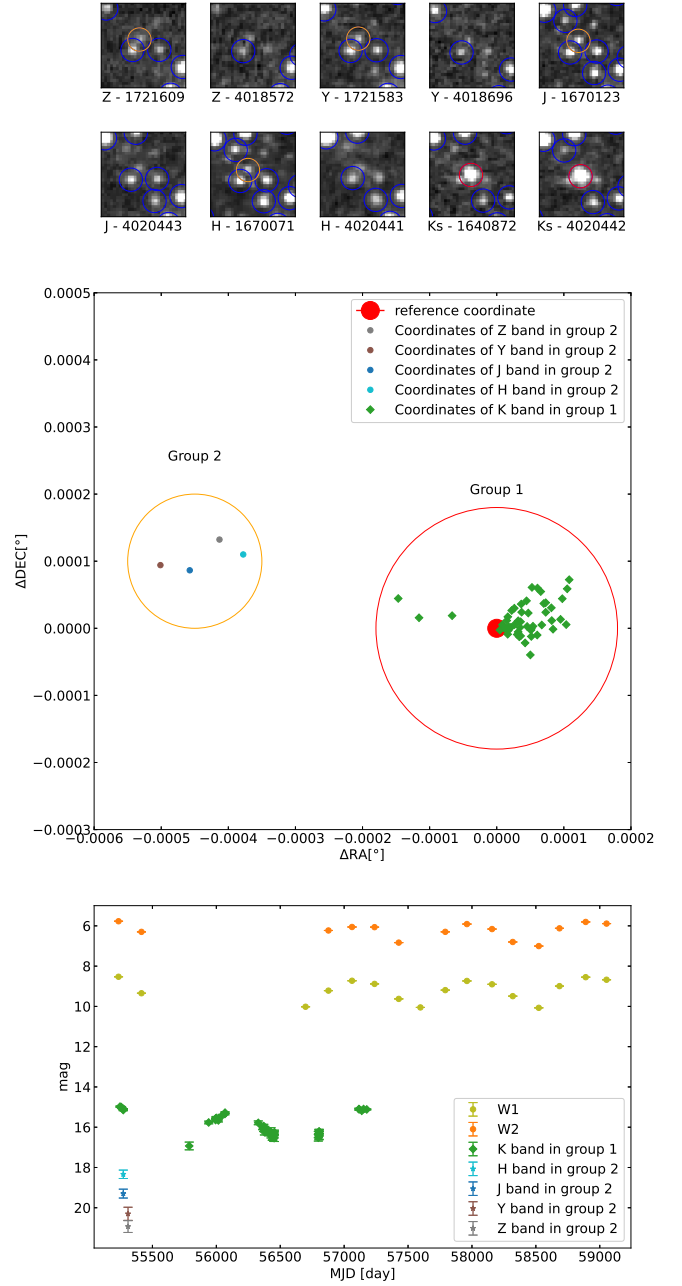 Z - 1721609 Z - 4018572 Y - 1721583 Y - 4018696 J - 1670123
J - 4020443 H - 1670071 H - 4020441 Ks - 1640872 Ks - 4020442
0.0005
reference coordinate
Coordinates of Z band in group 2
0.0004
Coordinates of Y band in group 2
Coordinates of J band in group 2
Coordinates of H band in group 2
Coordinates of K band in group 1
0.0003
Group 2
Group 1
0.0002
ΔDEC[°]
0.0001
0.0000
−0.0001
−0.0002
−0.0003
−0.0006 −0.0005 −0.0004 −0.0003 −0.0002 −0.0001 0.0000 0.0001 0.0002
ΔRA[°]
6
8
10
12
mag
14
16
18
20
W1
W2
K band in group 1
H band in group 2
J band in group 2
Y band in group 2
Z band in group 2
55500 56000 56500 57000 57500 58000 58500 59000
MJD [day]